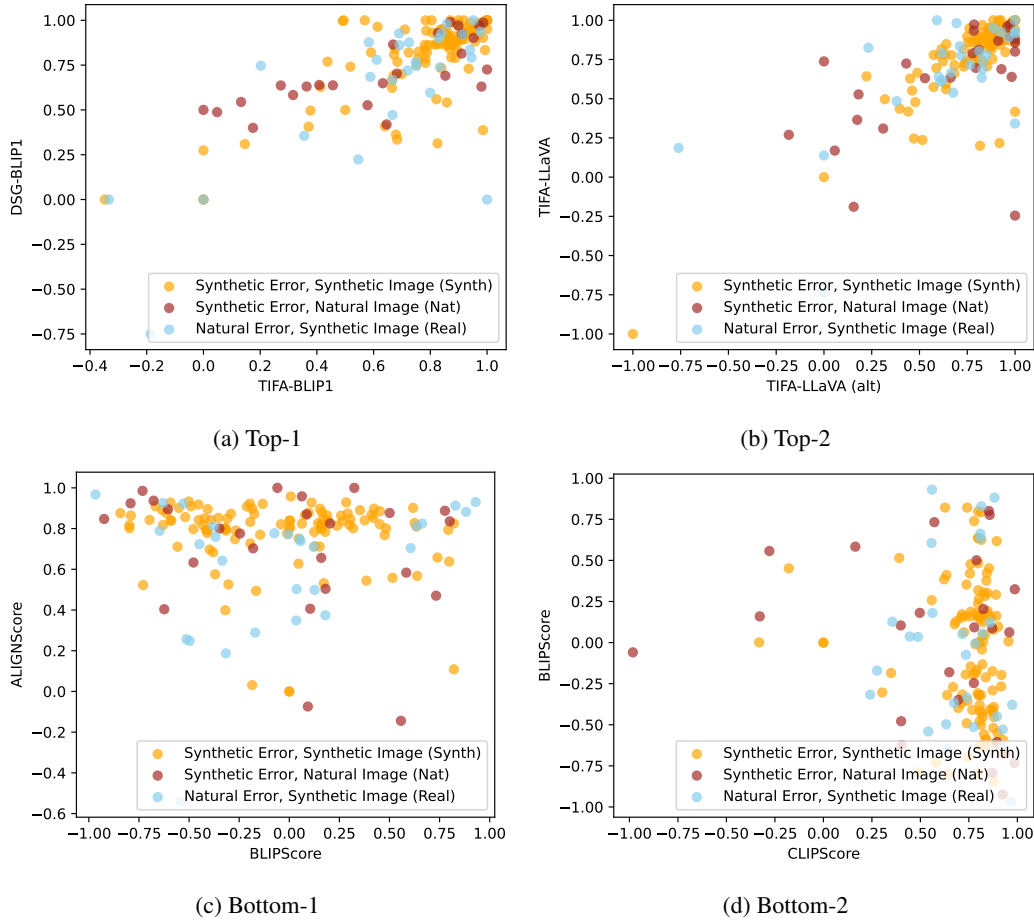 1.00
0.75
0.50
0.25
0.00
−0.25
−0.50
−0.75
DSG-BLIP1
Synthetic Error, Synthetic Image (Synth)
Synthetic Error, Natural Image (Nat)
Natural Error, Synthetic Image (Real)
−0.4 −0.2 0.0 0.2 0.4 0.6 0.8 1.0
TIFA-BLIP1
(a) Top-1
1.00
0.75
0.50
0.25
0.00
−0.25
−0.50
−0.75
−1.00
TIFA-LLaVA
Synthetic Error, Synthetic Image (Synth)
Synthetic Error, Natural Image (Nat)
Natural Error, Synthetic Image (Real)
−1.00 −0.75 −0.50 −0.25 0.00 0.25 0.50 0.75 1.00
TIFA-LLaVA (alt)
(b) Top-2
1.0
0.8
0.6
0.4
0.2
0.0
−0.2
−0.4
−0.6
ALIGNScore
Synthetic Error, Synthetic Image (Synth)
Synthetic Error, Natural Image (Nat)
Natural Error, Synthetic Image (Real)
−1.00 −0.75 −0.50 −0.25 0.00 0.25 0.50 0.75 1.00
BLIPScore
(c) Bottom-1
1.00
0.75
0.50
0.25
0.00
−0.25
−0.50
−0.75
−1.00
BLIPScore
Synthetic Error, Synthetic Image (Synth)
Synthetic Error, Natural Image (Nat)
Natural Error, Synthetic Image (Real)
−1.00 −0.75 −0.50 −0.25 0.00 0.25 0.50 0.75 1.00
CLIPScore
(d) Bottom-2